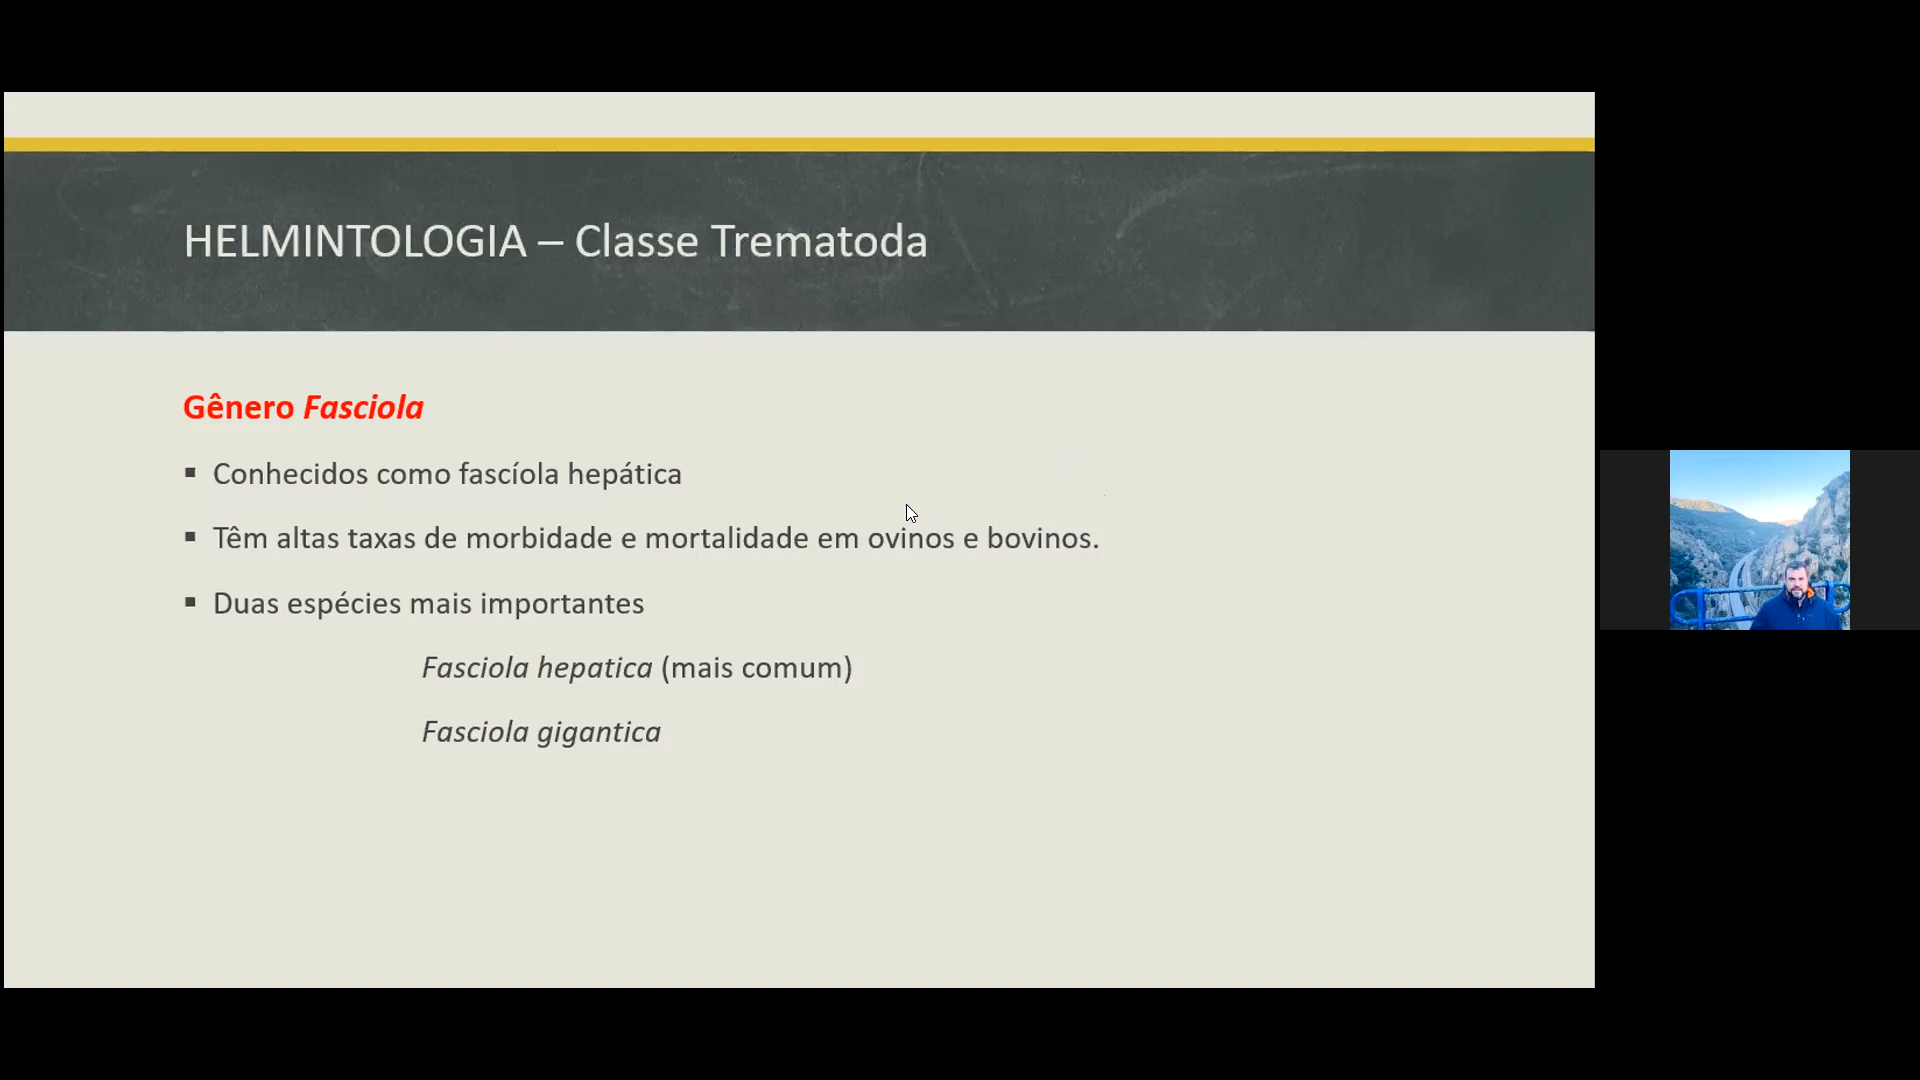 HELMINTOLOGIA – Classe Trematoda
Gênero Fasciola
▪ Conhecidos como fascíola hepática
▪ Têm altas taxas de morbidade e mortalidade em ovinos e bovinos.
▪ Duas espécies mais importantes
Fasciola hepatica (mais comum)
Fasciola gigantica